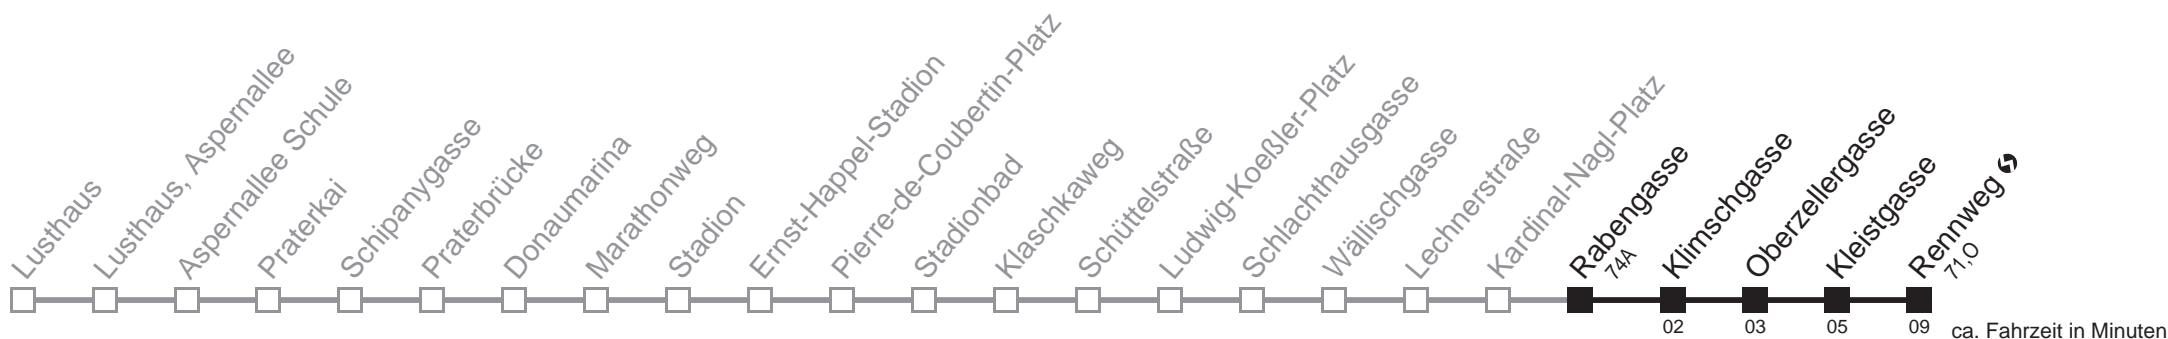 Lusthaus
Lusthaus, Aspernallee
Aspernallee Schule
Praterkai
Schipanygasse
Praterbrücke
Donaumarina
Marathonweg
Stadion
Ernst-Happel-Stadion
Pierre-de-Coubertin-Platz
Stadionbad
Klaschkaweg
Schüttelstraße
Ludwig-Koeßler-Platz
Schlachthausgasse
Wällischgasse
Lechnerstraße
Kardinal-Nagl-Platz
Rabengasse
74A
Klimschgasse
Oberzellergasse
Kleistgasse
Rennweg
71,O
02 03 05 09 ca. Fahrzeit in Minuten